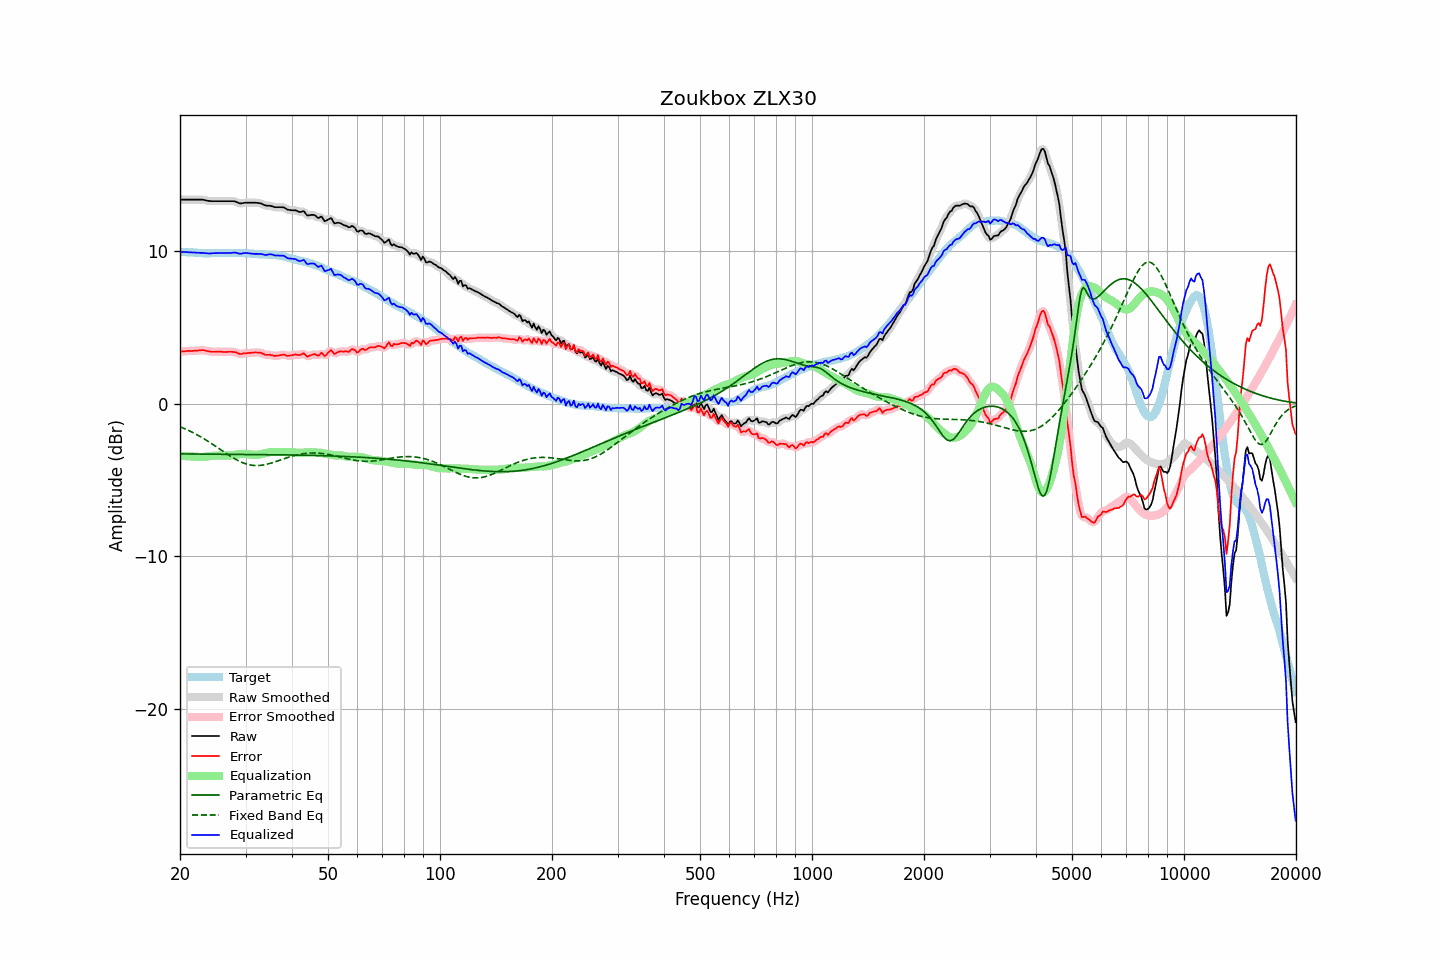 Zoukbox ZLX30
Amplitude (dBr)
10
0
−10
−20
Target
Raw Smoothed
Error Smoothed
Raw
Error
Equalization
Parametric Eq
Fixed Band Eq
Equalized
20 50 100 200 500 1000 2000 5000 10000 20000
Frequency (Hz)